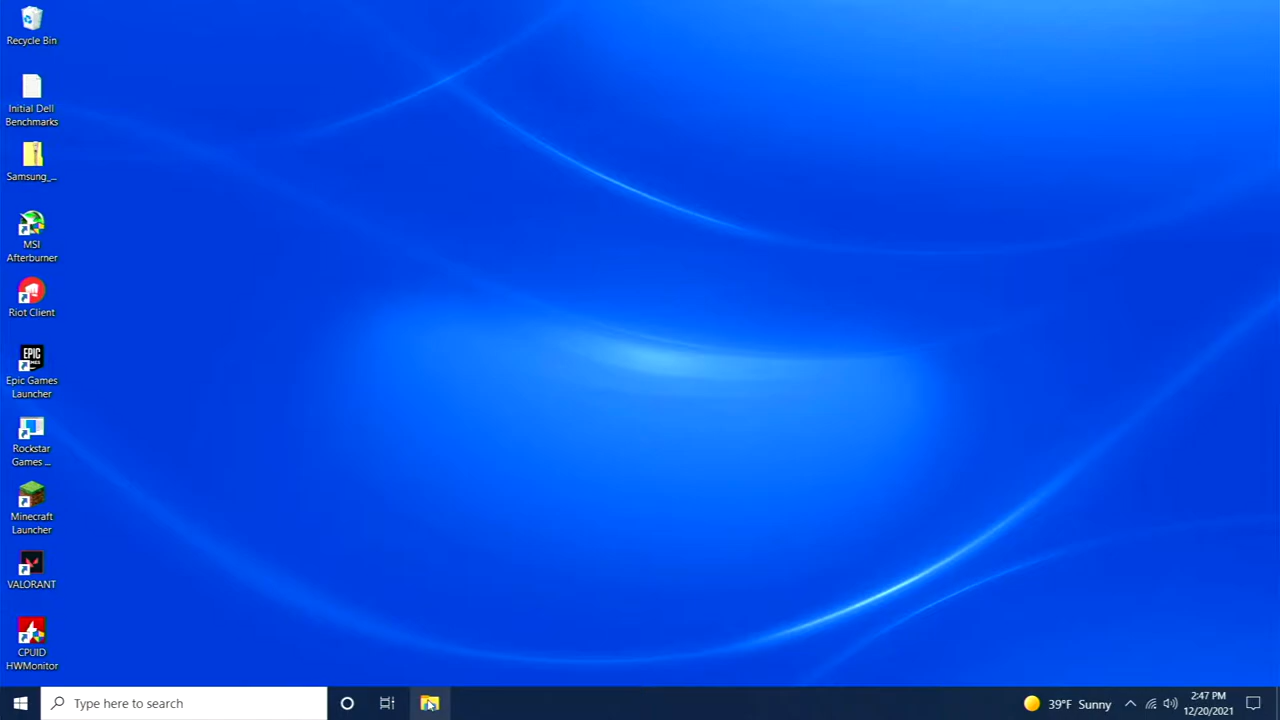 Recycle Bin
Initial Dell
Benchmarks
Samsung_...
MSI
Afterburner
Riot Client
EPIC
GAMES
Epic Games
Launcher
Rockstar
Games ...
Minecraft
Launcher
VALORANT
CPUID
HWMonitor
Type here to search
39°F Sunny
2:47 PM
12/20/2021